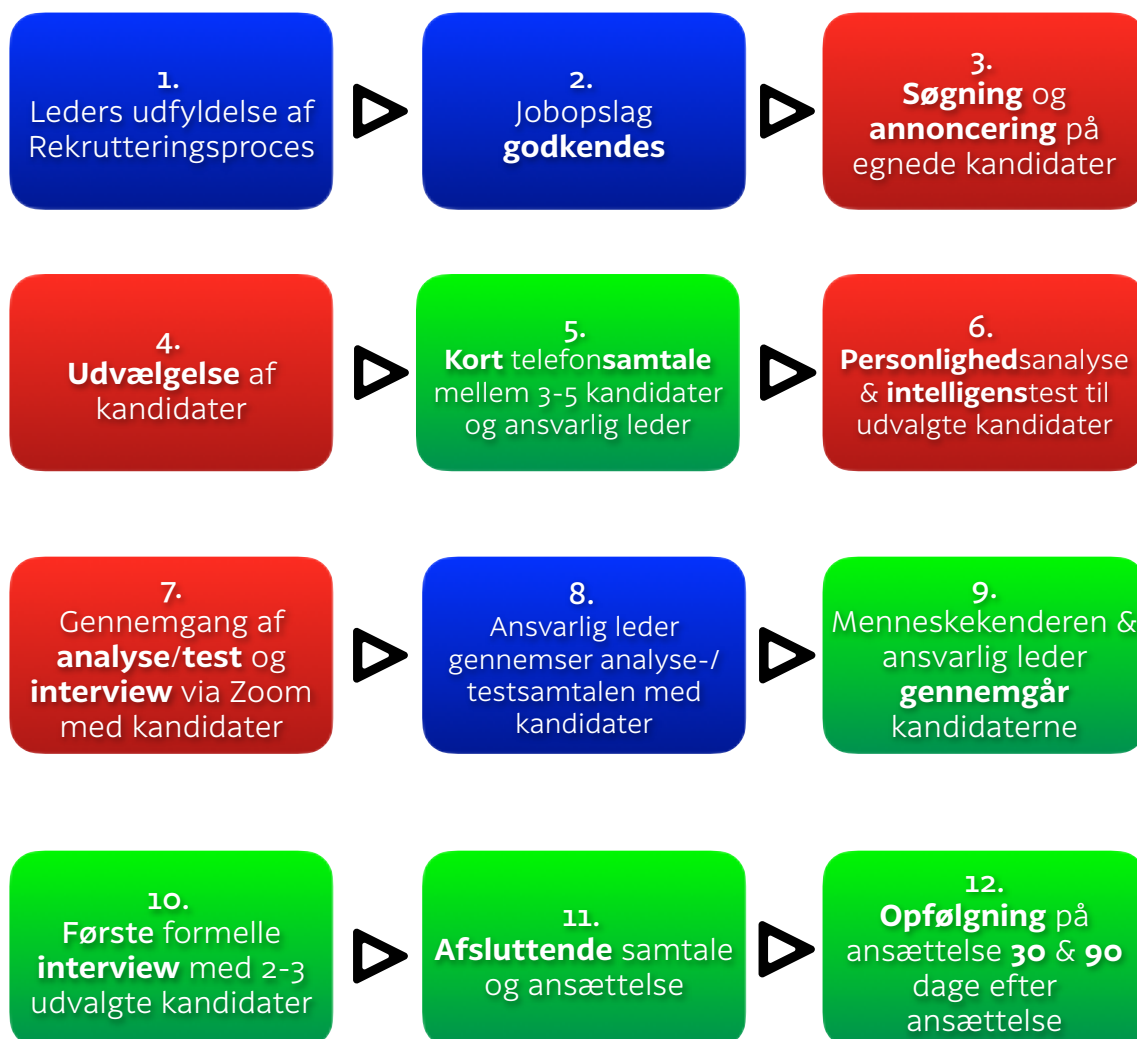 1.
Leders udfyldelse af
Rekrutteringsproces
2.
Jobopslag
godkendes
3.
Søgning og
annoncering på
egnede kandidater
4.
Udvælgelse af
kandidater
5.
Kort telefonsamtale
mellem 3-5 kandidater
og ansvarlig leder
6.
Personlighedsanalyse
& intelligenstest til
udvalgte kandidater
7.
Gennemgang af
analyse/test og
interview via Zoom
med kandidater
8.
Ansvarlig leder
gennemser analyse-/
testsamtalen med
kandidater
9.
Menneskekenderen &
ansvarlig leder
gennemgår
kandidaterne
10.
Første formelle
interview med 2-3
udvalgte kandidater
11.
Afsluttende samtale
og ansættelse
12.
Opfølgning på
ansættelse 30 & 90
dage efter
ansættelse